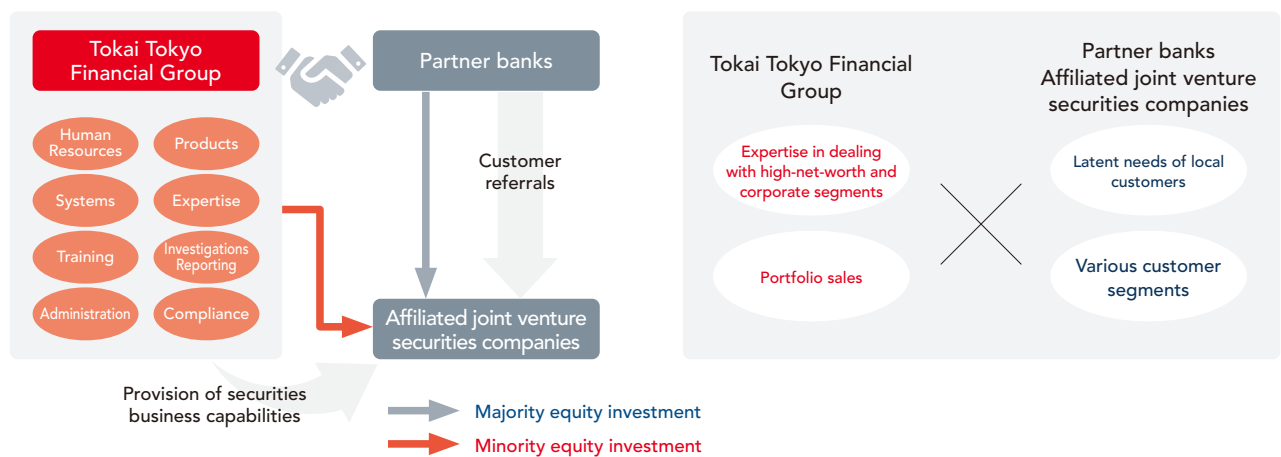 Tokai Tokyo
Financial Group
Partner banks
Human
Resources
Products
Systems
Expertise
Training
Investigations
Reporting
Administration
Compliance
Customer
referrals
Affiliated joint venture
securities companies
Provision of securities
business capabilities
Majority equity investment
Minority equity investment
Tokai Tokyo Financial
Group
Partner banks
Affiliated joint venture
securities companies
Expertise in dealing
with high-net-worth and
corporate segments
Latent needs of local
customers
Portfolio sales
Various customer
segments